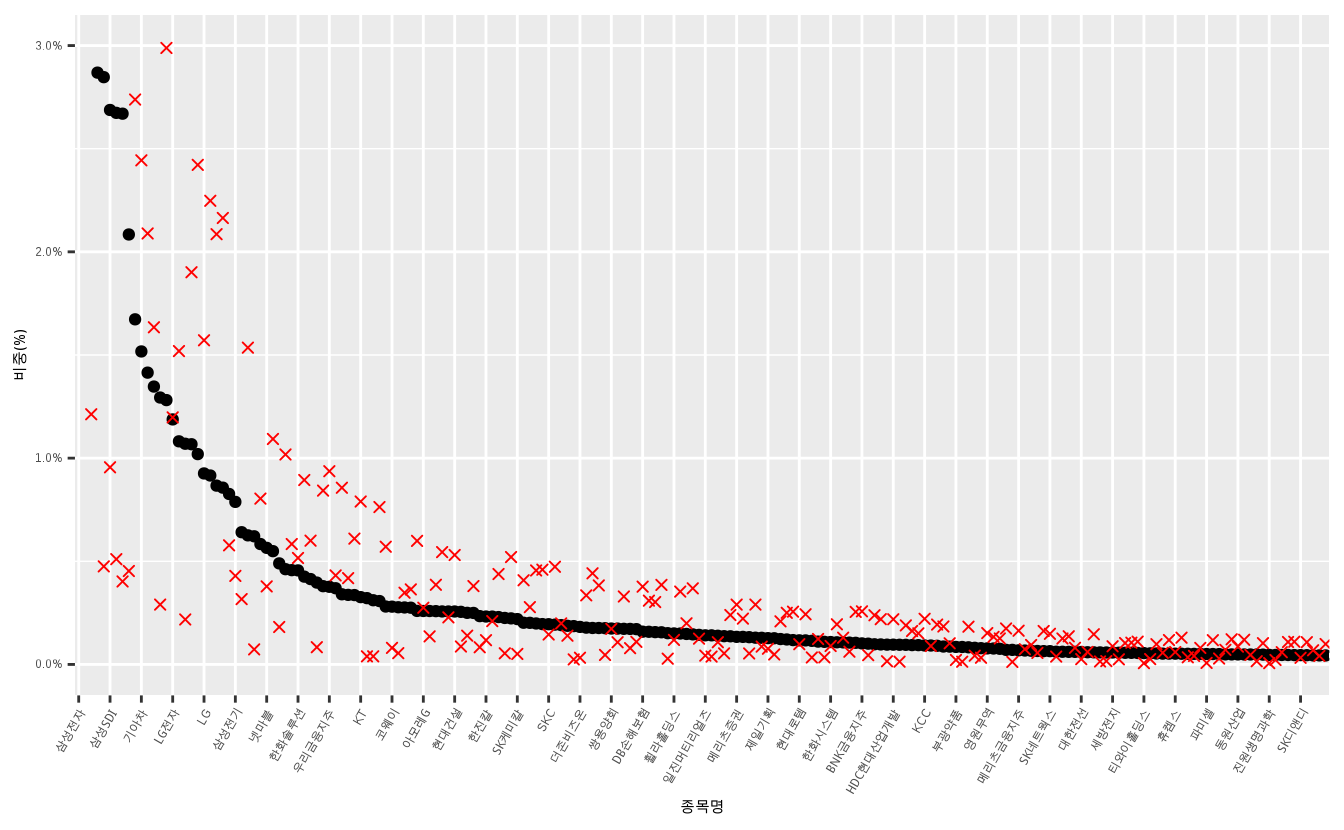 3.0%
2.0%
1.0%
0.0%
비중(%)
삼성전자
삼성SDI
기아차
LG전자
LG
삼성전기
넷마블
한화솔루션
우리금융지주
KT
코웨이
아모레G
현대건설
한진칼
SK케미칼
SKC
더존비즈온
쌍용양회
DB손해보험
휠라홀딩스
일진머티리얼즈
메리츠증권
제일기획
현대로템
한화시스템
BNK금융지주
HDC현대산업개발
KCC
부광약품
영원무역
메리츠금융지주
SK네트웍스
대한전선
세방전지
티와이홀딩스
휴켐스
파미셀
동원산업
진원생명과학
SK디앤디
종목명